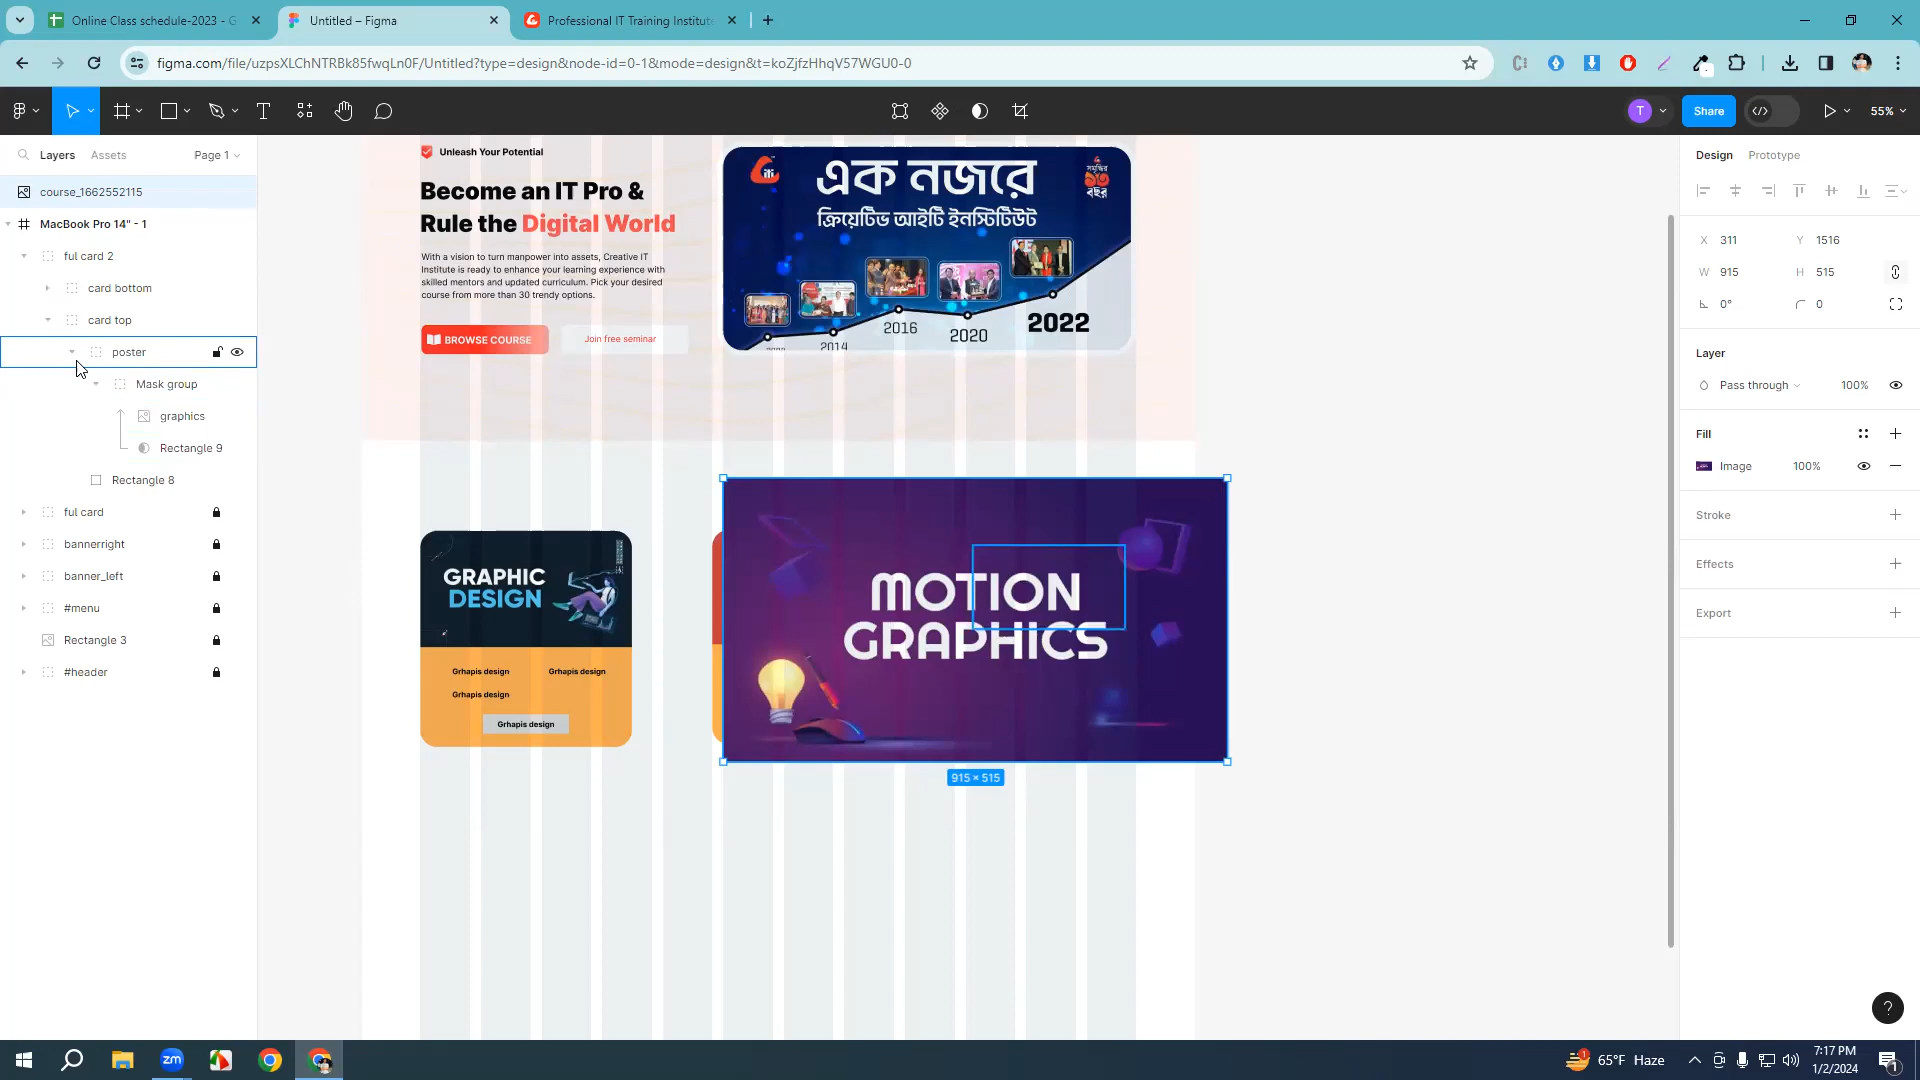 Online Class schedule-2023 - G
Untitled – Figma
Professional IT Training Institute
figma.com/file/uzpsXLChNTRBk85fwqLn0F/Untitled?type=design&node-id=0-1&mode=design&t=koZjfzHhqV57WGU0-0
T
Share
55%
Layers
Assets
Page 1
course_1662552115
MacBook Pro 14" - 1
ful card 2
card bottom
card top
poster
Mask group
graphics
Rectangle 9
Rectangle 8
ful card
bannerright
banner_left
#menu
Rectangle 3
#header
Unleash Your Potential
Become an IT Pro &
Rule the Digital World
With a vision to turn manpower into assets, Creative IT
Institute is ready to enhance your learning experience with
skilled mentors and updated curriculum. Pick your desired
course from more than 30 trendy options.
BROWSE COURSE
Join free seminar
এক নজরে
ক্রিয়েটিভ আইটি ইনস্টিটিউট
2014
2016
2020
2022
GRAPHIC
DESIGN
Grhapis design
Grhapis design
Grhapis design
Grhapis design
MOTION
GRAPHICS
915 × 515
Design
Prototype
X 311
Y 1516
W 915
H 515
0°
0
Layer
Pass through
100%
Fill
Image
100%
Stroke
Effects
Export
?
zm
65°F Haze
7:17 PM
1/2/2024